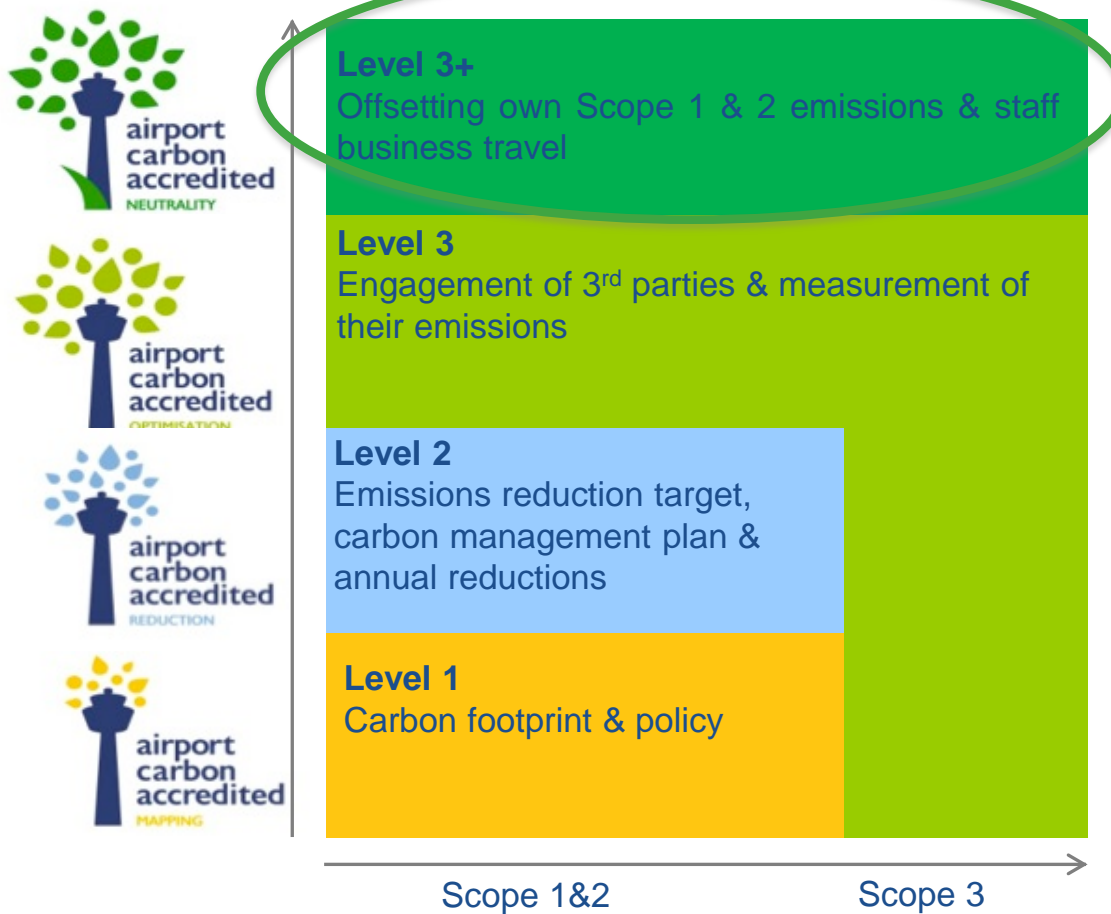 airport
carbon
accredited
NEUTRALITY
Level 3+
Offsetting own Scope 1 & 2 emissions & staff
business travel
airport
carbon
accredited
OPTIMISATION
Level 3
Engagement of 3rd parties & measurement of
their emissions
airport
carbon
accredited
REDUCTION
Level 2
Emissions reduction target,
carbon management plan &
annual reductions
airport
carbon
accredited
MAPPING
Level 1
Carbon footprint & policy
Scope 1&2
Scope 3